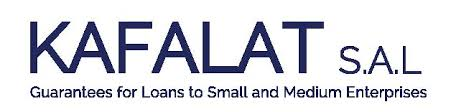 KAFALAT S.A.L
Guarantees for Loans to Small and Medium Enterprises